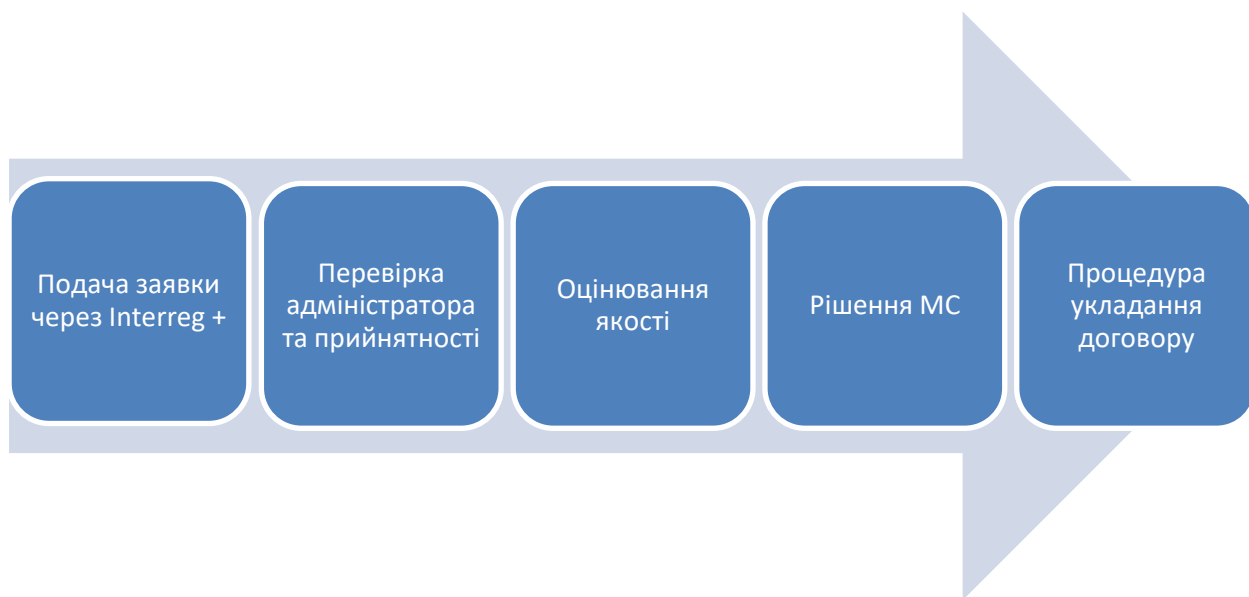 Подача заявки
через Interreg +
Перевірка
адміністратора
та прийнятності
Оцінювання
якості
Рішення МС
Процедура
укладання
договору